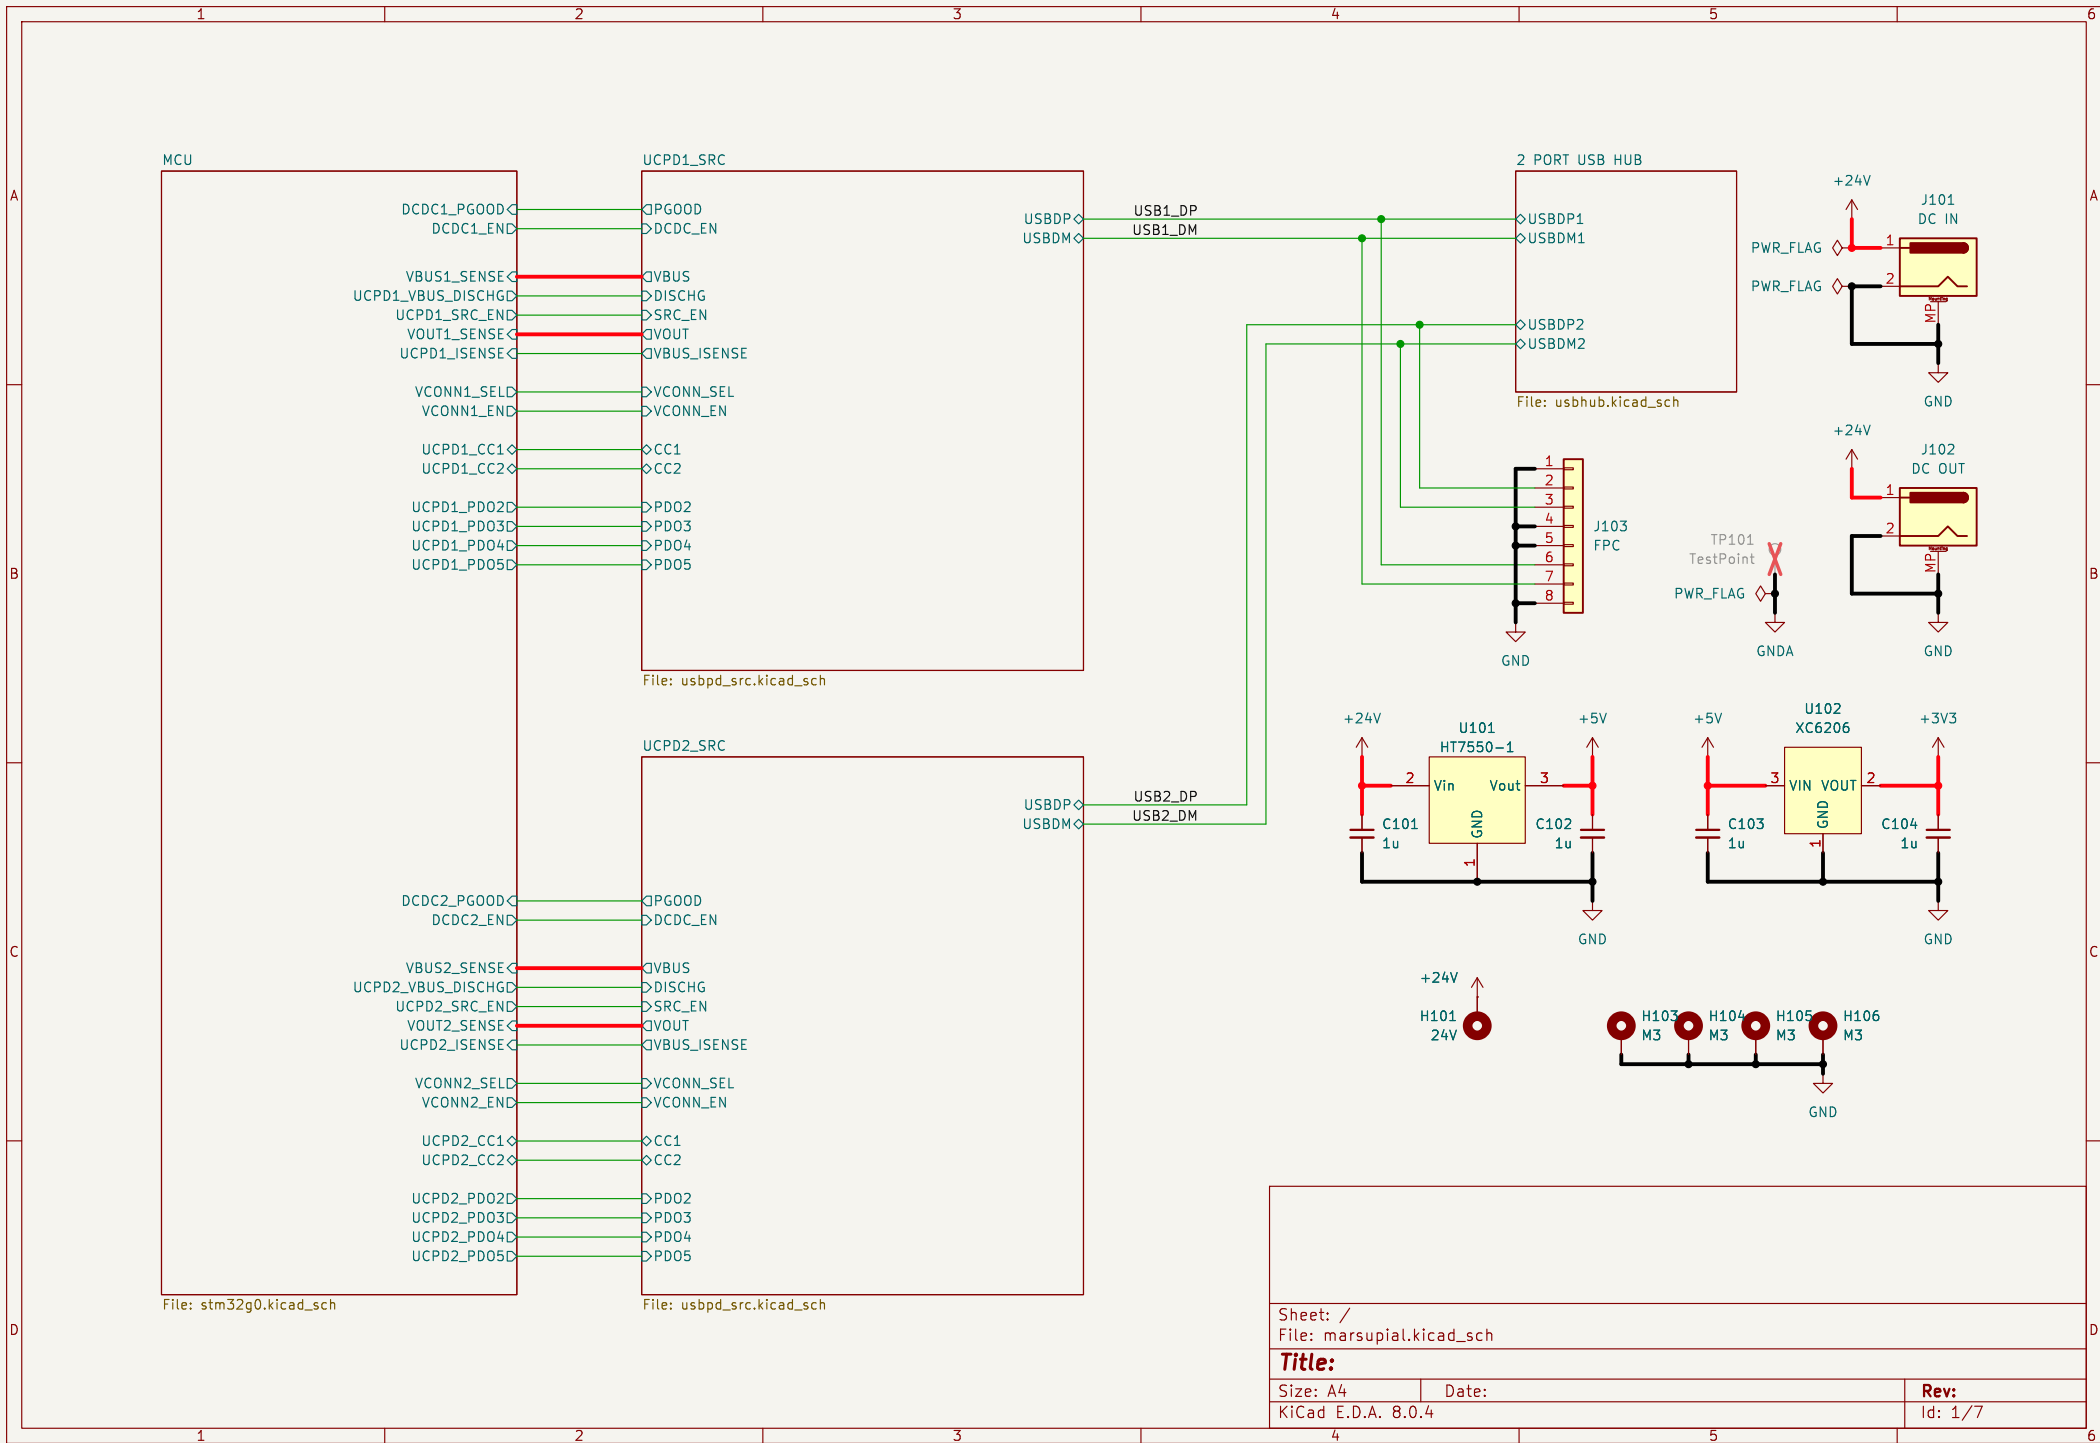 1 2 3 4 5 6
A
B
C
D
MCU
DCDC1_PGOOD
DCDC1_EN
VBUS1_SENSE
UCPD1_VBUS_DISCHG
UCPD1_SRC_EN
VOUT1_SENSE
UCPD1_ISENSE
VCONN1_SEL
VCONN1_EN
UCPD1_CC1
UCPD1_CC2
UCPD1_PDO2
UCPD1_PDO3
UCPD1_PDO4
UCPD1_PDO5
DCDC2_PGOOD
DCDC2_EN
VBUS2_SENSE
UCPD2_VBUS_DISCHG
UCPD2_SRC_EN
VOUT2_SENSE
UCPD2_ISENSE
VCONN2_SEL
VCONN2_EN
UCPD2_CC1
UCPD2_CC2
UCPD2_PDO2
UCPD2_PDO3
UCPD2_PDO4
UCPD2_PDO5
File: stm32g0.kicad_sch
UCPD1_SRC
PGOOD
DCDC_EN
VBUS
DISCHG
SRC_EN
VOUT
VBUS_ISENSE
VCONN_SEL
VCONN_EN
CC1
CC2
PDO2
PDO3
PDO4
PDO5
USBDP
USBDM
File: usbpd_src.kicad_sch
USB1_DP
USB1_DM
UCPD2_SRC
USBDP
USBDM
PGOOD
DCDC_EN
VBUS
DISCHG
SRC_EN
VOUT
VBUS_ISENSE
VCONN_SEL
VCONN_EN
CC1
CC2
PDO2
PDO3
PDO4
PDO5
File: usbpd_src.kicad_sch
USB2_DP
USB2_DM
2 PORT USB HUB
USBDP1
USBDM1
USBDP2
USBDM2
File: usbhub.kicad_sch
1
2
3
4
5
6
7
8
J103
FPC
GND
+24V
J101
DC IN
PWR_FLAG
1
PWR_FLAG
2
MP
GND
+24V
J102
DC OUT
1
2
MP
GND
TP101
TestPoint
PWR_FLAG
GNDA
+24V
U101
HT7550-1
+5V
2
Vin
Vout
3
GND
1
C101
1u
C102
1u
GND
+5V
U102
XC6206
+3V3
3
VIN
VOUT
2
GND
1
C103
1u
C104
1u
GND
+24V
H101
24V
H103
M3
H104
M3
H105
M3
H106
M3
GND
Sheet: /
File: marsupial.kicad_sch
Title:
Size: A4
Date:
Rev:
KiCad E.D.A. 8.0.4
Id: 1/7
A
B
C
D
1 2 3 4 5 6